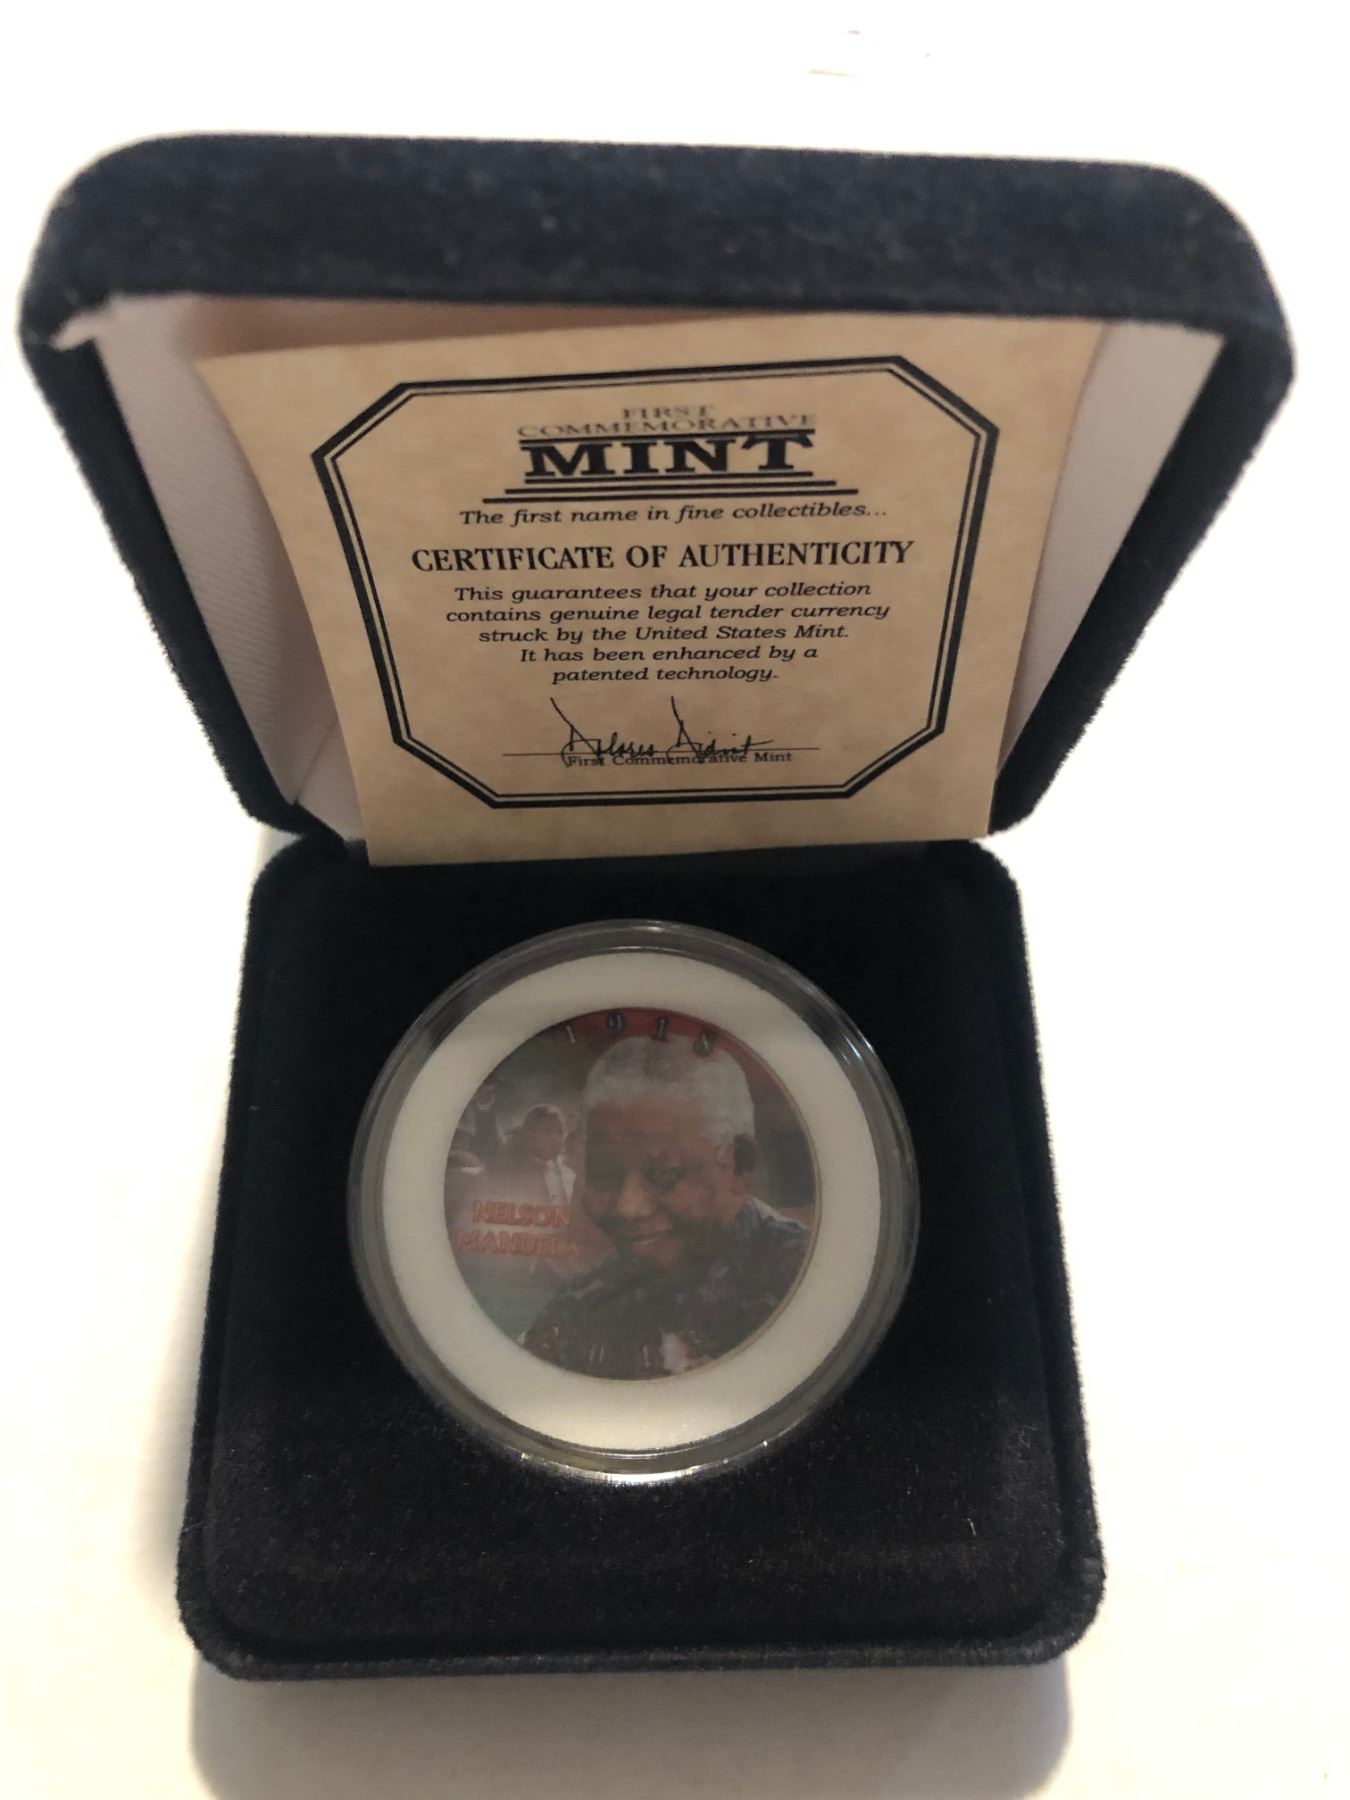 FIRST
COMMEMORATIVE
MINT
The first name in fine collectibles...
CERTIFICATE OF AUTHENTICITY
This guarantees that your collection
contains genuine legal tender currency
struck by the United States Mint.
It has been enhanced by a
patented technology.
First Commemorative Mint
1918
NELSON
MANDELA